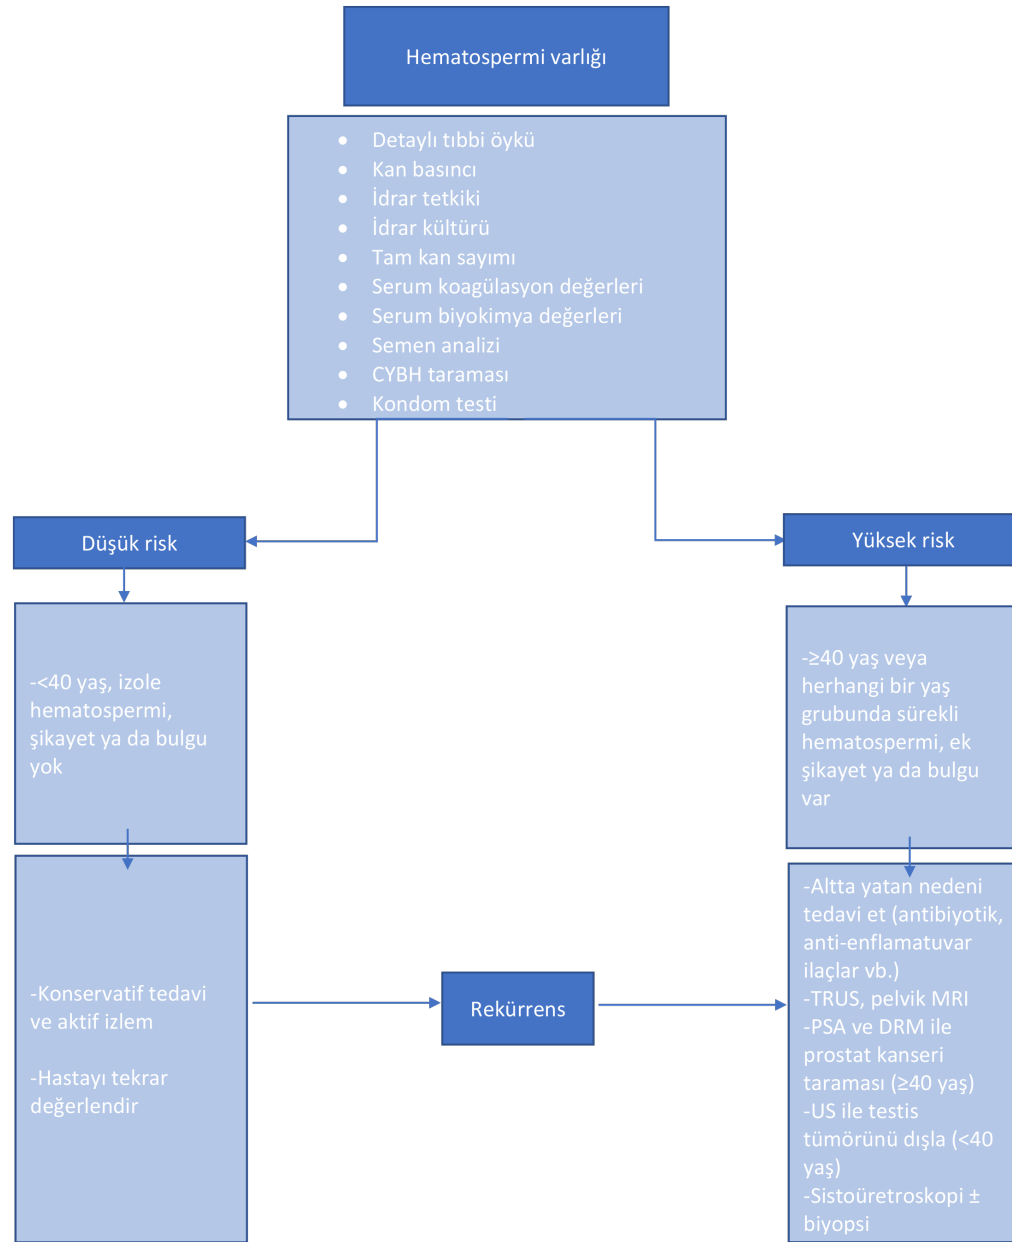 Hematospermi varlığı
• Detaylı tıbbi öykü
• Kan basıncı
• İdrar tetkiki
• İdrar kültürü
• Tam kan sayımı
• Serum koagülasyon değerleri
• Serum biyokimya değerleri
• Semen analizi
• CYBH taraması
• Kondom testi
Düşük risk
-<40 yaş, izole
hematospermi,
şikayet ya da bulgu
yok
-Konservatif tedavi
ve aktif izlem
-Hastayı tekrar
değerlendir
Rekürrens
Yüksek risk
-≥40 yaş veya
herhangi bir yaş
grubunda sürekli
hematospermi, ek
şikayet ya da bulgu
var
-Altta yatan nedeni
tedavi et (antibiyotik,
anti-enflamatuvar
ilaçlar vb.)
-TRUS, pelvik MRI
-PSA ve DRM ile
prostat kanseri
taraması (≥40 yaş)
-US ile testis
tümörünü dışla (<40
yaş)
-Sistoüretroskopi ±
biyopsi